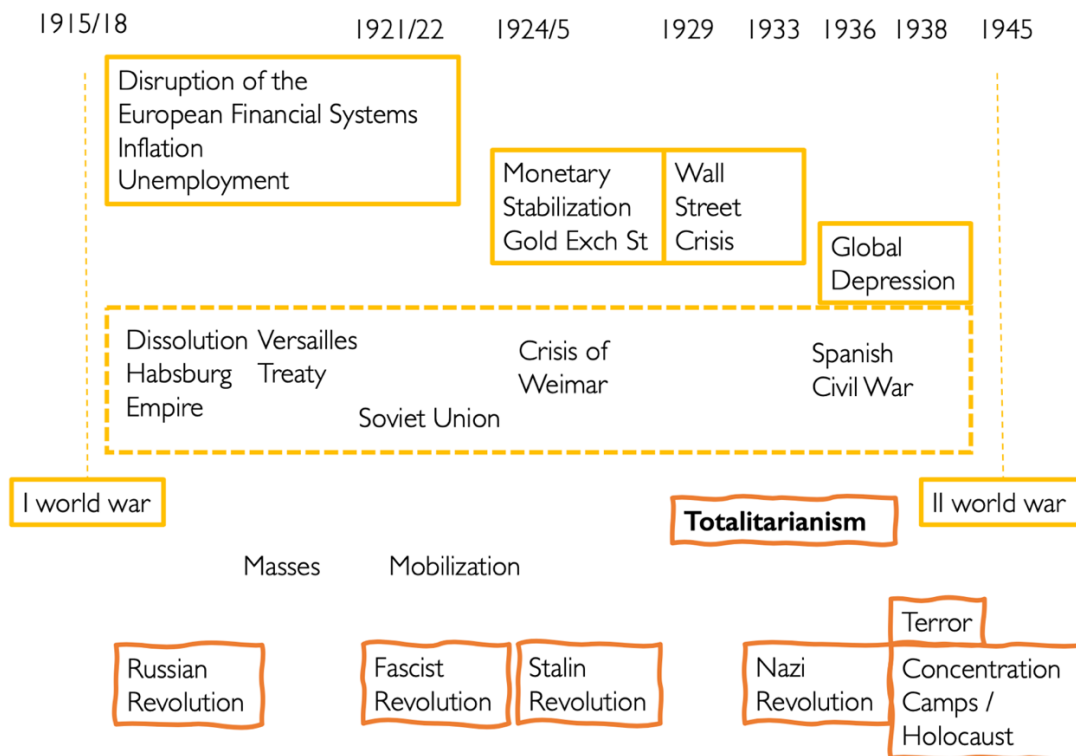 1915/18 1921/22 1924/5 1929 1933 1936 1938 1945
Disruption of the
European Financial Systems
Inflation
Unemployment
Monetary
Stabilization
Gold Exch St
Wall
Street
Crisis
Global
Depression
Dissolution
Habsburg
Empire
Versailles
Treaty
Soviet Union
Crisis of
Weimar
Spanish
Civil War
I world war
Totalitarianism
II world war
Masses
Mobilization
Russian
Revolution
Fascist
Revolution
Stalin
Revolution
Nazi
Revolution
Terror
Concentration
Camps /
Holocaust